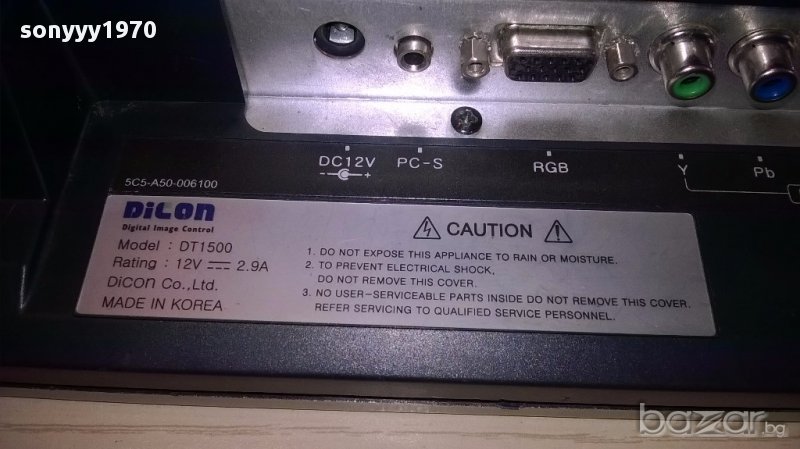 sonyyy1970
DC12V PC-S RGB Y Pb
- +
5C5-A50-006100
DiCON
Digital Image Control
Model : DT1500
Rating : 12V 2.9A
DiCON Co.,Ltd.
MADE IN KOREA
CAUTION
1. DO NOT EXPOSE THIS APPLIANCE TO RAIN OR MOISTURE.
2. TO PREVENT ELECTRICAL SHOCK,
DO NOT REMOVE THIS COVER.
3. NO USER-SERVICEABLE PARTS INSIDE DO NOT REMOVE THIS COVER.
REFER SERVICING TO QUALIFIED SERVICE PERSONNEL.
bazar.bg